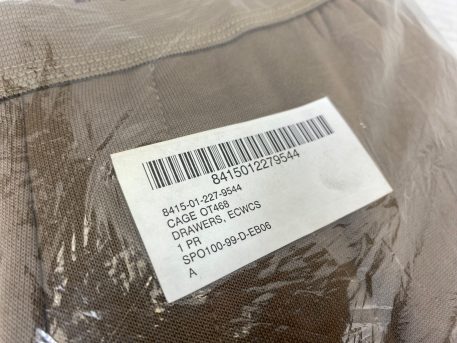 8415012279544
8415-01-227-9544
CAGE OT468
DRAWERS, ECWCS
1 PR
SPO100-99-D-EB06
A